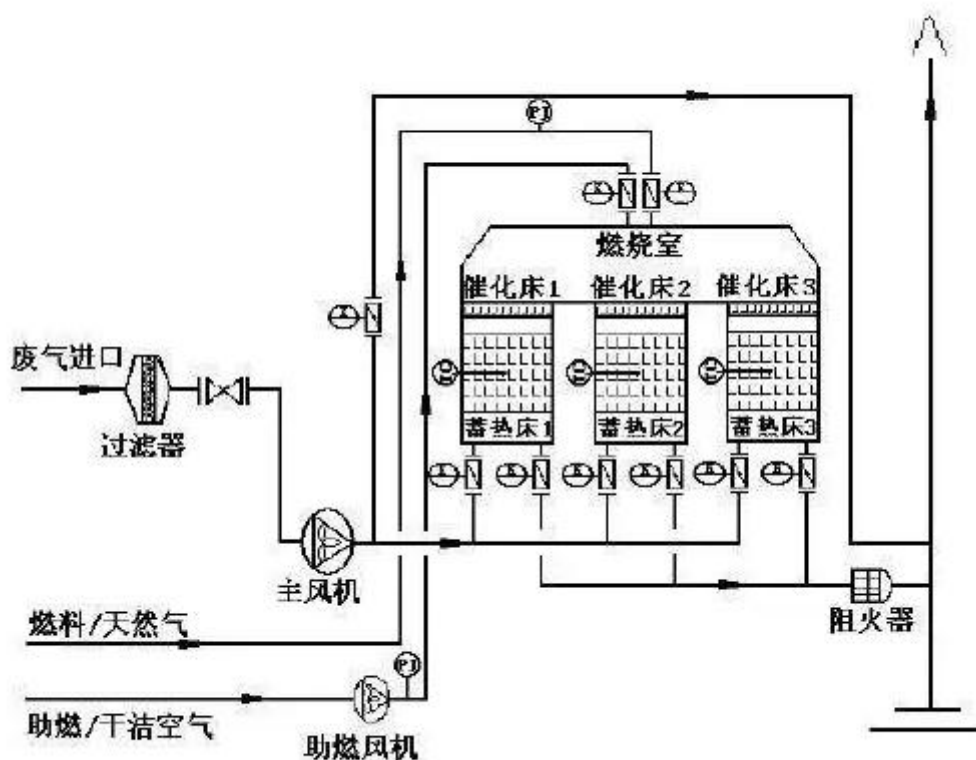 PI
燃烧室
催化床1 催化床2 催化床3
废气进口
过滤器
蓄热床1 蓄热床2 蓄热床3
主风机
阻火器
燃料/天然气
PI
助燃/干洁空气
助燃风机